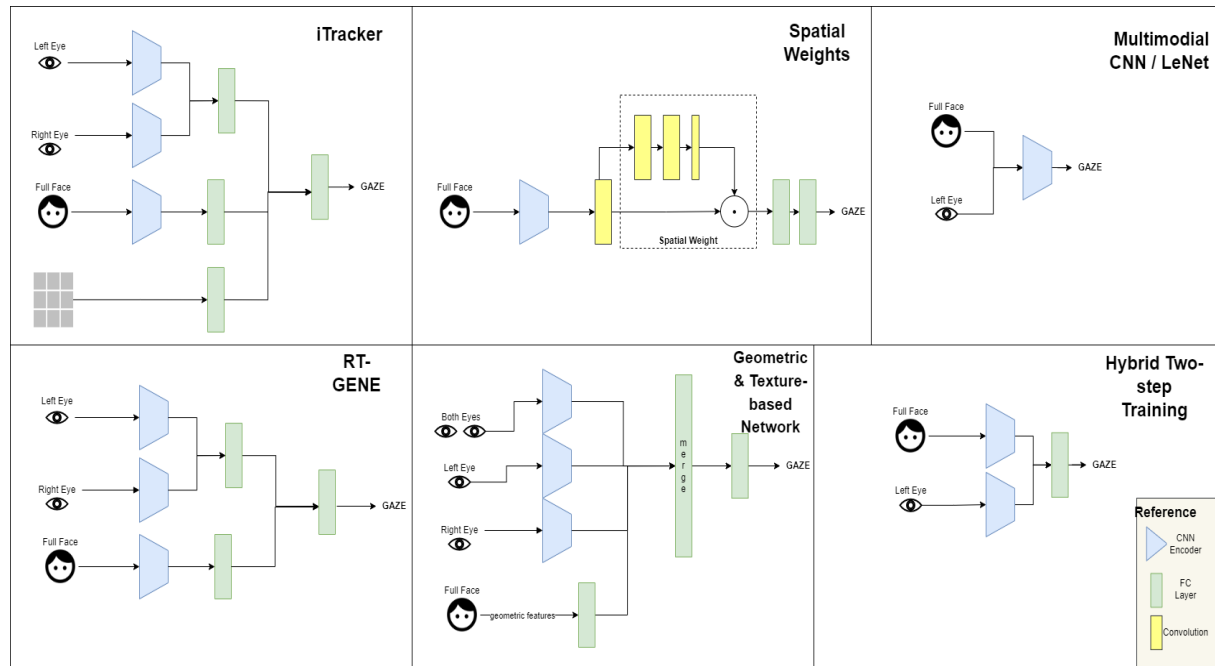 iTracker
Left Eye
Right Eye
Full Face
GAZE
Spatial
Weights
Full Face
Spatial Weight
GAZE
Multimodial
CNN / LeNet
Full Face
Left Eye
GAZE
RT-
GENE
Left Eye
Right Eye
Full Face
GAZE
Geometric
& Texture-
based
Network
Both Eyes
Left Eye
Right Eye
Full Face
geometric features
merge
GAZE
Hybrid Two-
step
Training
Full Face
Left Eye
GAZE
Reference
CNN
Encoder
FC
Layer
Convolution